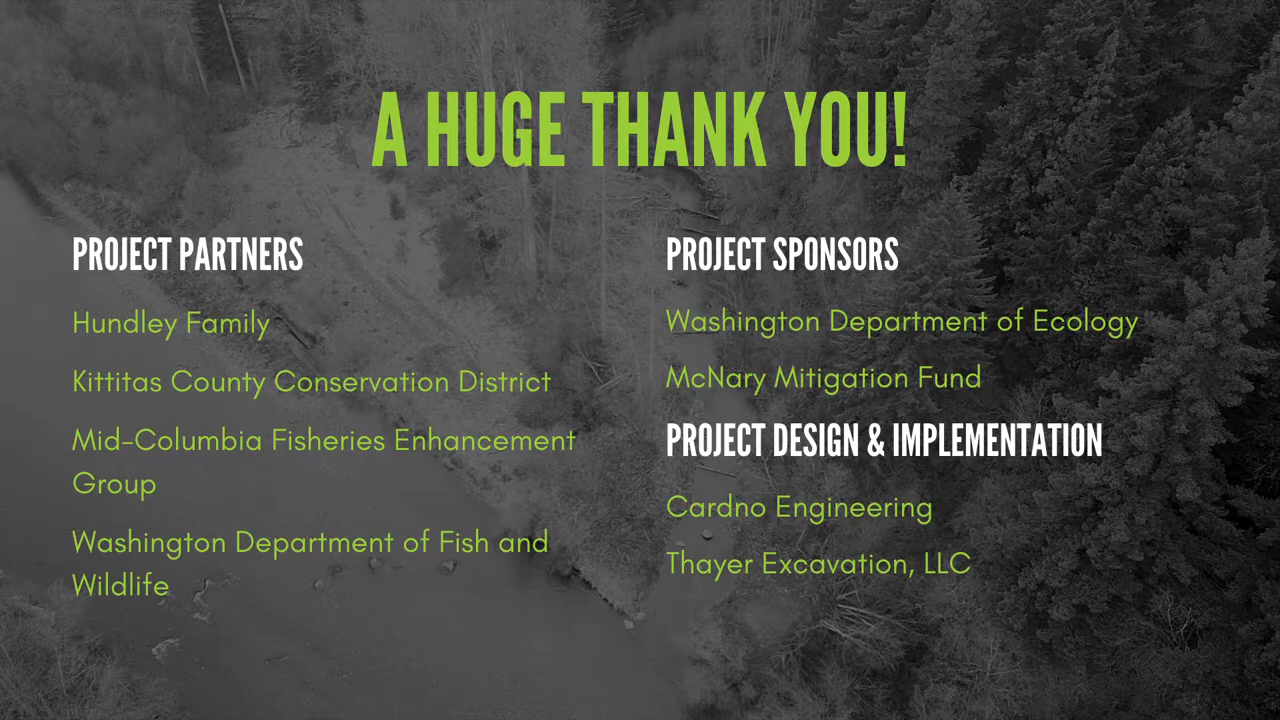 A HUGE THANK YOU!
PROJECT PARTNERS
Hundley Family
Kittitas County Conservation District
Mid-Columbia Fisheries Enhancement
Group
Washington Department of Fish and
Wildlife
PROJECT SPONSORS
Washington Department of Ecology
McNary Mitigation Fund
PROJECT DESIGN & IMPLEMENTATION
Cardno Engineering
Thayer Excavation, LLC